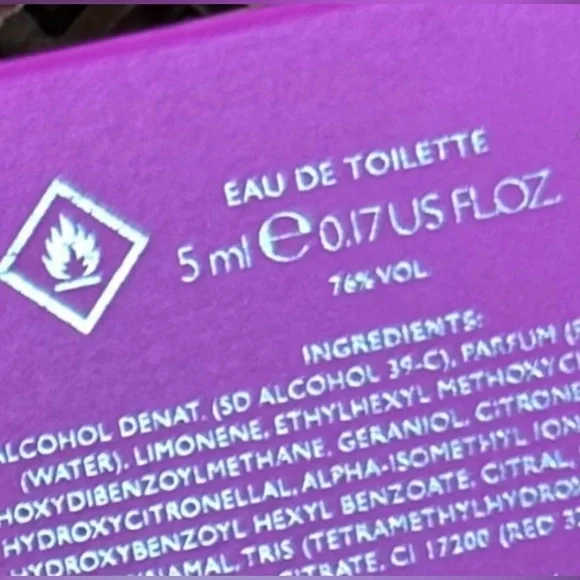 EAU DE TOILETTE
5 ml e 0.17 US FL.OZ.
76% VOL
INGREDIENTS:
ALCOHOL DENAT. (SD ALCOHOL 39-C), PARFUM (F
(WATER), LIMONENE, ETHYLHEXYL METHOXYCI
HOXYDIBENZOYLMETHANE, GERANIOL, CITRONE
HYDROXYCITRONELLAL, ALPHA-ISOMETHYL ION
HYDROXYBENZOYL HEXYL BENZOATE, CITRAL,
NAMAL, TRIS (TETRAMETHYLHYDROX
CITRATE, CI 17200 (RED 3